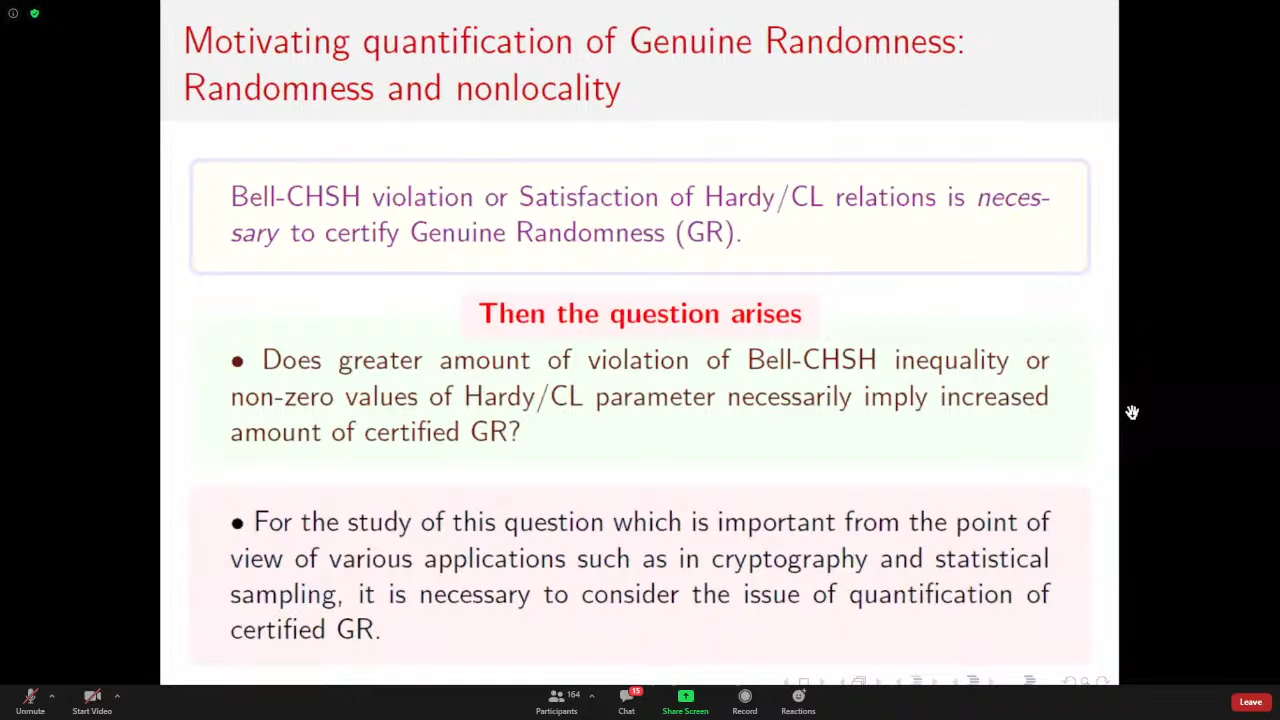 Motivating quantification of Genuine Randomness:
Randomness and nonlocality
Bell-CHSH violation or Satisfaction of Hardy/CL relations is neces-
sary to certify Genuine Randomness (GR).
Then the question arises
• Does greater amount of violation of Bell-CHSH inequality or
non-zero values of Hardy/CL parameter necessarily imply increased
amount of certified GR?
• For the study of this question which is important from the point of
view of various applications such as in cryptography and statistical
sampling, it is necessary to consider the issue of quantification of
certified GR.
Unmute
Start Video
164
Participants
15
Chat
Share Screen
Record
Reactions
Leave